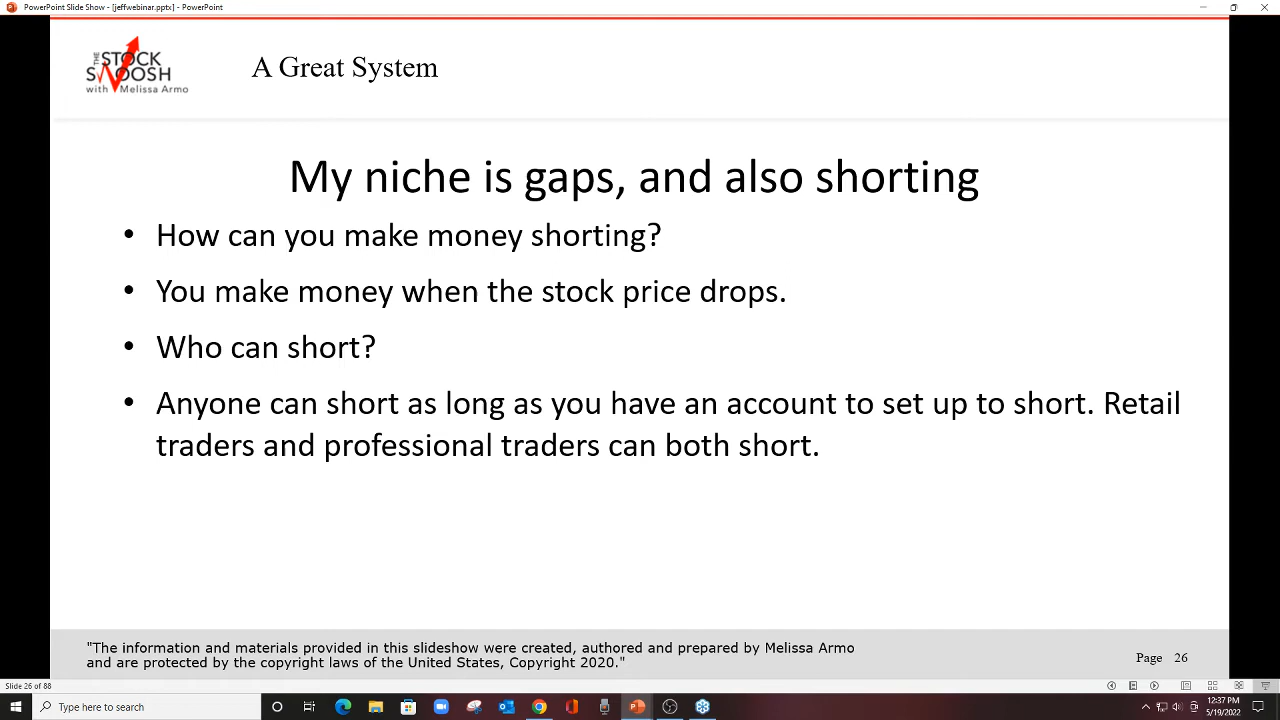 PowerPoint Slide Show - [jeffwebinar.pptx] - PowerPoint
THE
STOCK
SWOOSH
with Melissa Armo
A Great System
My niche is gaps, and also shorting
• How can you make money shorting?
• You make money when the stock price drops.
• Who can short?
• Anyone can short as long as you have an account to set up to short. Retail
traders and professional traders can both short.
"The information and materials provided in this slideshow were created, authored and prepared by Melissa Armo
and are protected by the copyright laws of the United States, Copyright 2020."
Page 26
Slide 26 of 88
Type here to search
12:37 PM
5/19/2022